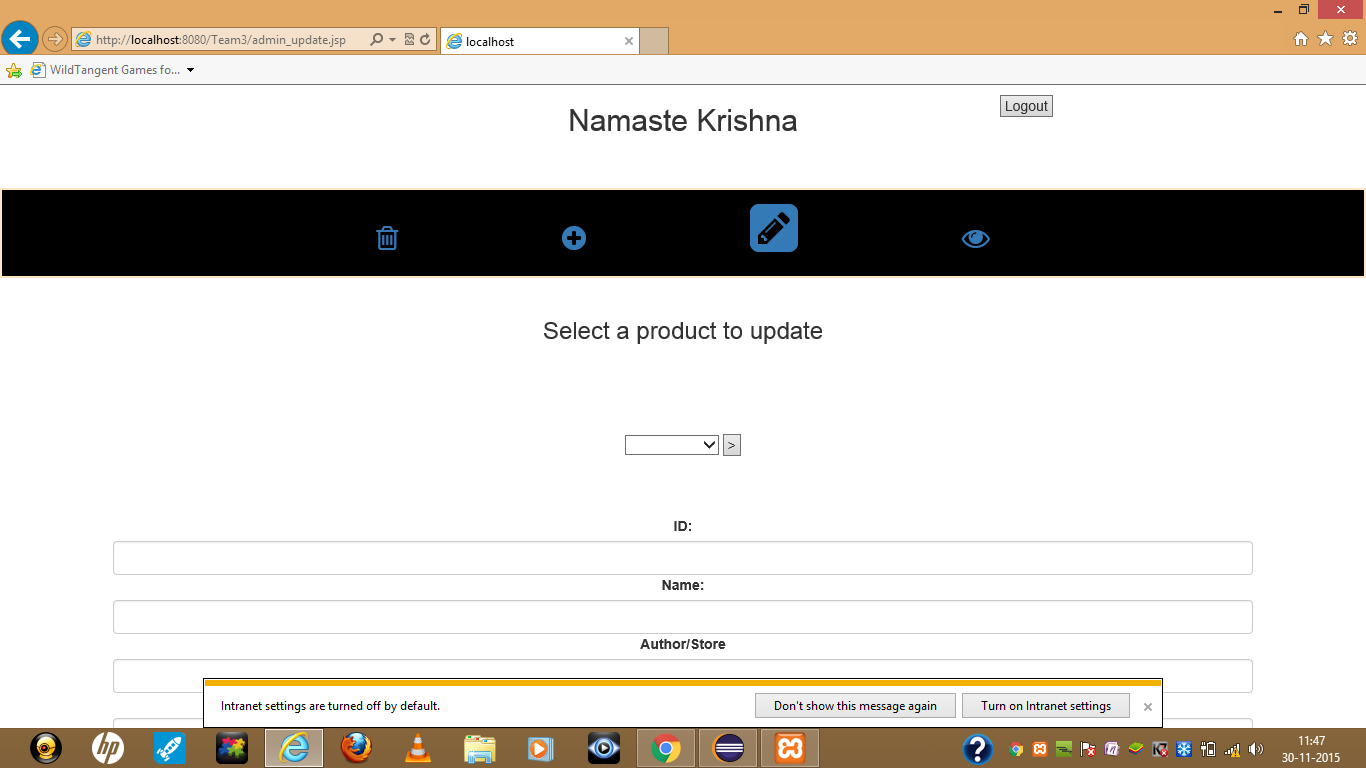 http://localhost:8080/Team3/admin_update.jsp
localhost
WildTangent Games fo...
Logout
Namaste Krishna
Select a product to update
>
ID:
Name:
Author/Store
Intranet settings are turned off by default.
Don't show this message again
Turn on Intranet settings
hp
?
11:47
30-11-2015